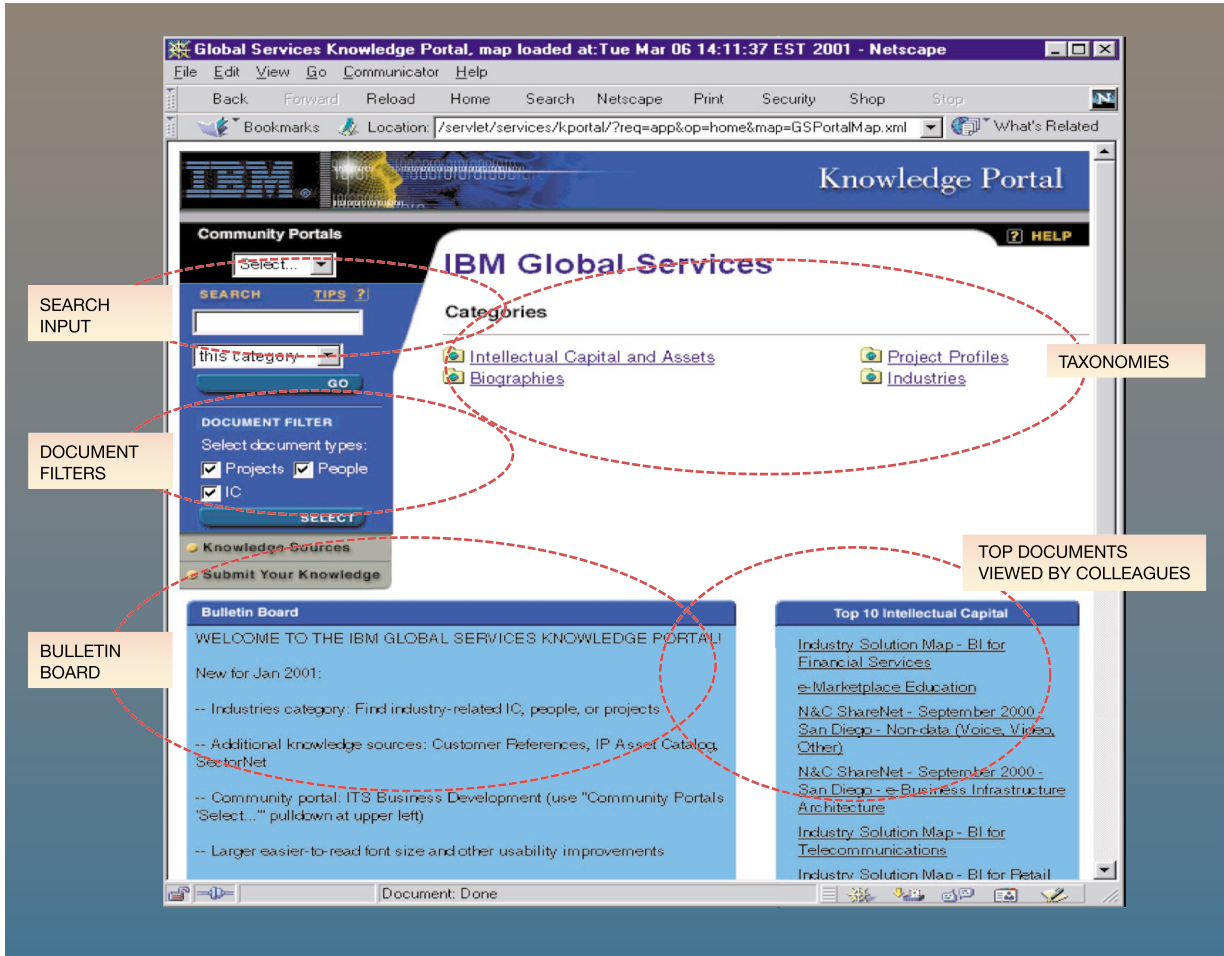 Global Services Knowledge Portal, map loaded at:Tue Mar 06 14:11:37 EST 2001 - Netscape
File Edit View Go Communicator Help
Back Forward Reload Home Search Netscape Print Security Shop Stop
N
Bookmarks Location: /servlet/services/kportal/?req=app&op=home&map=GSPortalMap.xml What's Related
IBM®
Knowledge Portal
Community Portals
? HELP
Select...
IBM Global Services
SEARCH TIPS ?
SEARCH
INPUT
Categories
this category
Intellectual Capital and Assets
Project Profiles
TAXONOMIES
Biographies
Industries
GO
DOCUMENT FILTER
Select document types:
DOCUMENT
FILTERS
Projects People
IC
SELECT
Knowledge Sources
Submit Your Knowledge
TOP DOCUMENTS
VIEWED BY COLLEAGUES
BULLETIN
BOARD
Bulletin Board
WELCOME TO THE IBM GLOBAL SERVICES KNOWLEDGE PORTAL!
New for Jan 2001:
-- Industries category: Find industry-related IC, people, or projects
-- Additional knowledge sources: Customer References, IP Asset Catalog,
SectorNet
-- Community portal: ITS Business Development (use "Community Portals
'Select..." pulldown at upper left)
-- Larger easier-to-read font size and other usability improvements
Top 10 Intellectual Capital
Industry Solution Map - BI for
Financial Services
e-Marketplace Education
N&C ShareNet - September 2000 -
San Diego - Non-data (Voice, Video,
Other)
N&C ShareNet - September 2000 -
San Diego - e-Business Infrastructure
Architecture
Industry Solution Map - BI for
Telecommunications
Industry Solution Map - BI for Retail
Document: Done